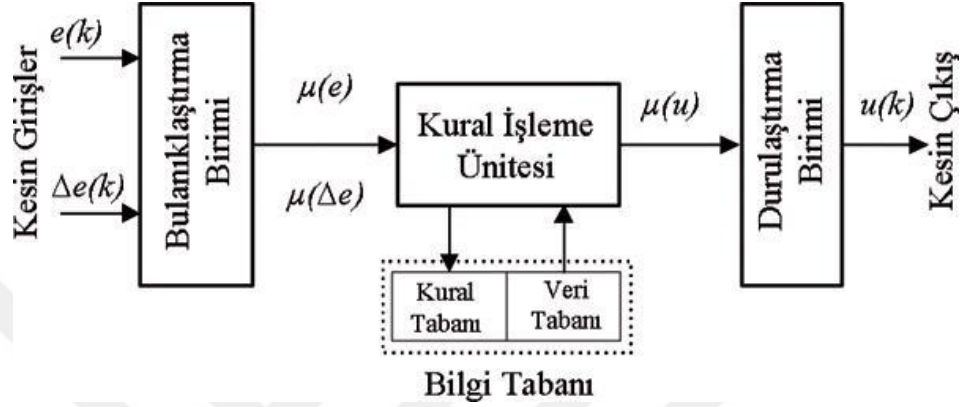 Kesin Girişler
e(k)
Δe(k)
Bulanıklaştırma
Birimi
μ(e)
μ(Δe)
Kural İşleme
Ünitesi
Kural
Tabanı
Veri
Tabanı
Bilgi Tabanı
μ(u)
Durulaştırma
Birimi
u(k)
Kesin Çıkış